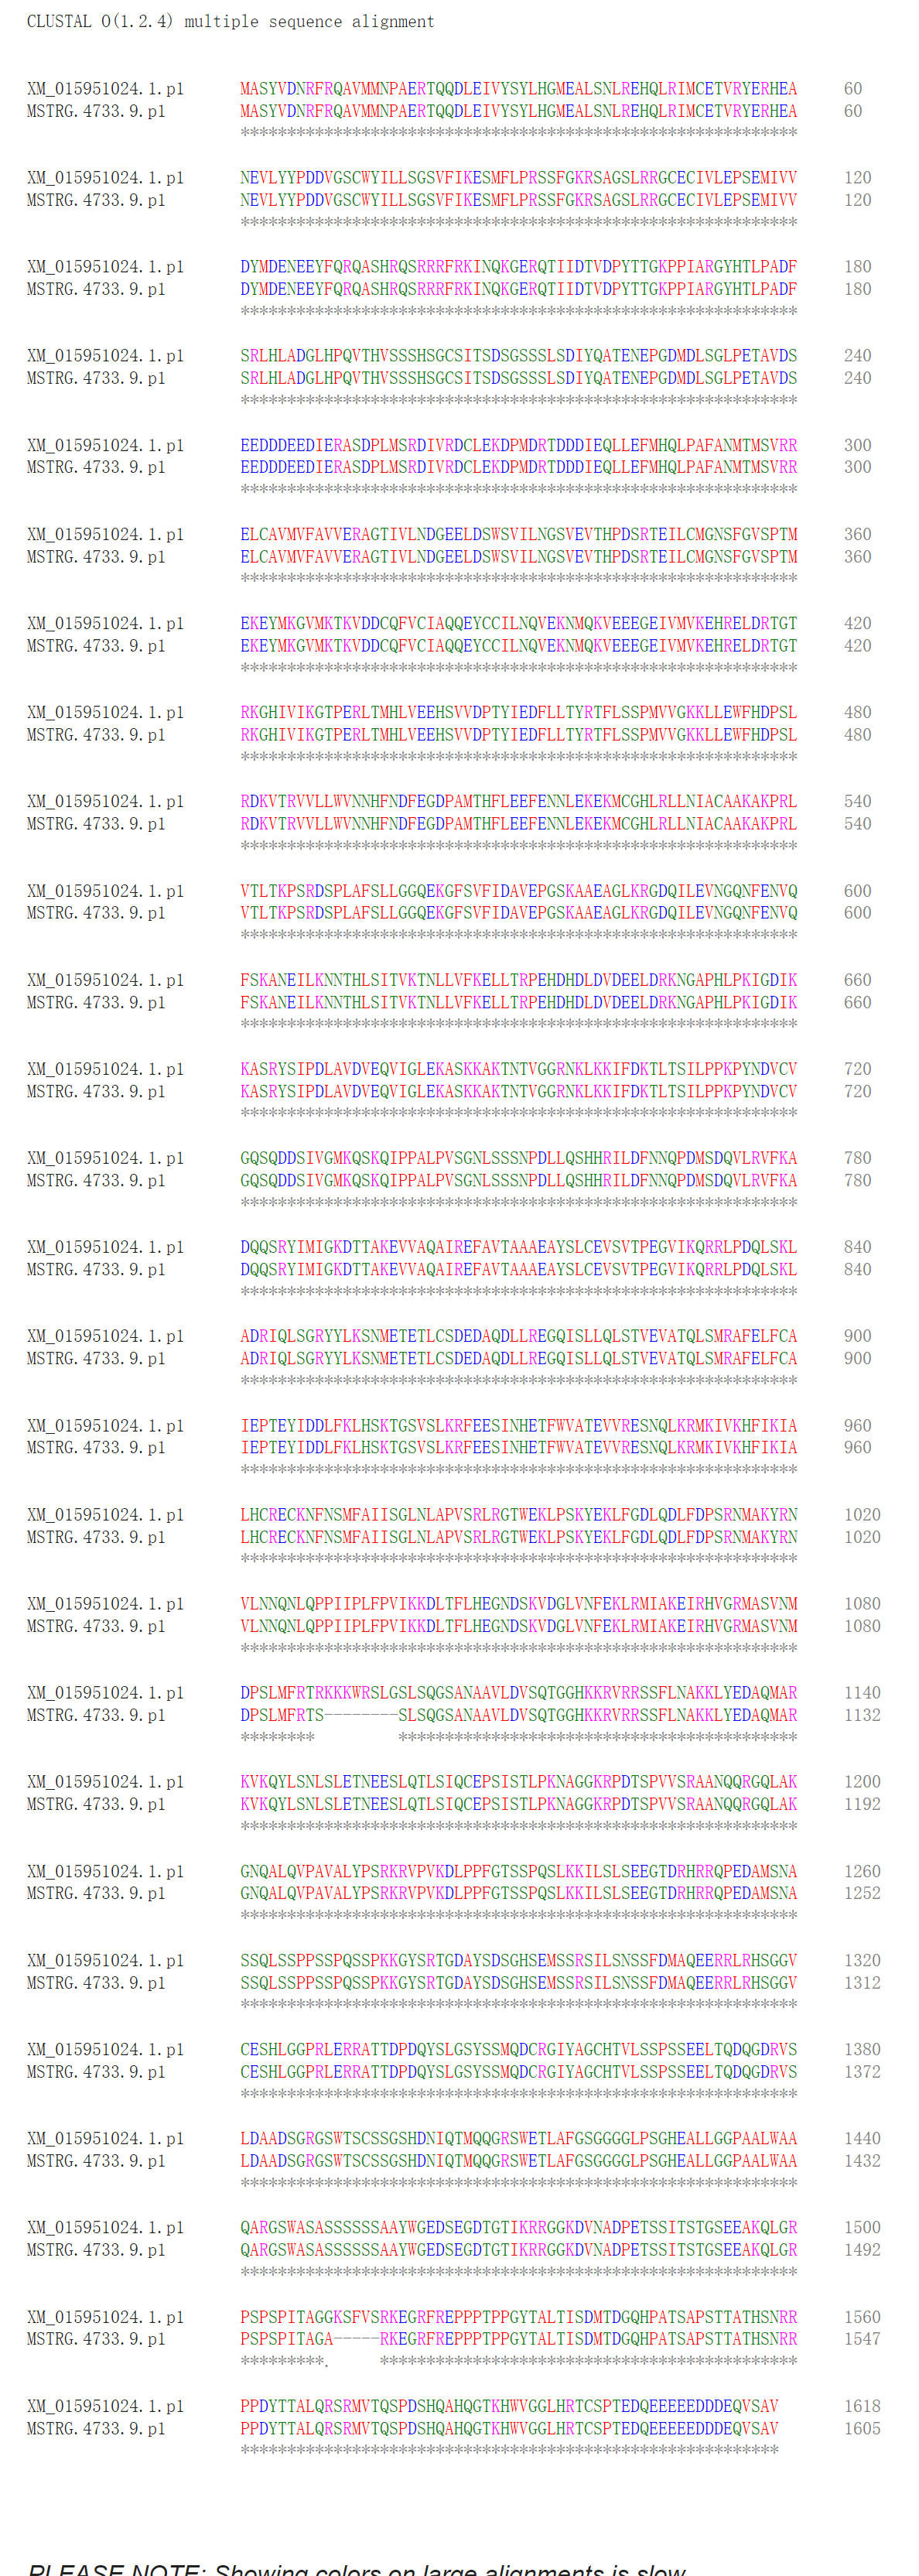 CLUSTAL O(1.2.4) multiple sequence alignment
XM_015951024.1.p1 MASYVDNRFRQAVMMNPAERTQQDLEIVYSYLHGMEALSNLREHQLRIMCETVRYERHEA 60
MSTRG.4733.9.p1 MASYVDNRFRQAVMMNPAERTQQDLEIVYSYLHGMEALSNLREHQLRIMCETVRYERHEA 60
************************************************************
XM_015951024.1.p1 NEVLYYPDDVGSCWYILLSGSVFIKESMFLPRSSFGKRSAGSLRRGCECIVLEPSEMIVV 120
MSTRG.4733.9.p1 NEVLYYPDDVGSCWYILLSGSVFIKESMFLPRSSFGKRSAGSLRRGCECIVLEPSEMIVV 120
************************************************************
XM_015951024.1.p1 DYMDENEEYFQRQASHRQSRRRFRKINQKGERQTIIDTVDPYTTGKPPIARGYHTLPADF 180
MSTRG.4733.9.p1 DYMDENEEYFQRQASHRQSRRRFRKINQKGERQTIIDTVDPYTTGKPPIARGYHTLPADF 180
************************************************************
XM_015951024.1.p1 SRLHLADGLHPQVTHVSSSHSGCSITSDSGSSSLSDIYQATENEPGDMDLSGLPETAVDS 240
MSTRG.4733.9.p1 SRLHLADGLHPQVTHVSSSHSGCSITSDSGSSSLSDIYQATENEPGDMDLSGLPETAVDS 240
************************************************************
XM_015951024.1.p1 EEDDDEEDIERASDPLMSRDIVRDCLEKDPMDRTDDDIEQLLEFMHQLPAFANMTMSVRR 300
MSTRG.4733.9.p1 EEDDDEEDIERASDPLMSRDIVRDCLEKDPMDRTDDDIEQLLEFMHQLPAFANMTMSVRR 300
************************************************************
XM_015951024.1.p1 ELCAVMVFAVVERAGTIVLNDGEELDSWSVILNGSVEVTHPDSRTEILCMGNSFGVSPTM 360
MSTRG.4733.9.p1 ELCAVMVFAVVERAGTIVLNDGEELDSWSVILNGSVEVTHPDSRTEILCMGNSFGVSPTM 360
************************************************************
XM_015951024.1.p1 EKEYMKGVMKTKVDDCQFVCIAQQEYCCILNQVEKNMQKVEEEGEIVMVKEHRELDRTGT 420
MSTRG.4733.9.p1 EKEYMKGVMKTKVDDCQFVCIAQQEYCCILNQVEKNMQKVEEEGEIVMVKEHRELDRTGT 420
************************************************************
XM_015951024.1.p1 RKGHIVIKGTPERLTMHLVEEHSVVDPTYIEDFLLTYRTFLSSPMVVGKKLLEWFHDPSL 480
MSTRG.4733.9.p1 RKGHIVIKGTPERLTMHLVEEHSVVDPTYIEDFLLTYRTFLSSPMVVGKKLLEWFHDPSL 480
************************************************************
XM_015951024.1.p1 RDKVTRVVLLWVNNHFNDFEGDPAMTHFLEEFENNLEKEKMCGHLRLLNIACAAKAKPRL 540
MSTRG.4733.9.p1 RDKVTRVVLLWVNNHFNDFEGDPAMTHFLEEFENNLEKEKMCGHLRLLNIACAAKAKPRL 540
************************************************************
XM_015951024.1.p1 VTLTKPSRDSPLAFSLLGGQEKGFSVFIDAVEPGSKAAEAGLKRGDQILEVNGQNFENVQ 600
MSTRG.4733.9.p1 VTLTKPSRDSPLAFSLLGGQEKGFSVFIDAVEPGSKAAEAGLKRGDQILEVNGQNFENVQ 600
************************************************************
XM_015951024.1.p1 FSKANEILKNNTHLSITVKTNLLVFKELLTRPEHDHDLDVDEELDRKNGAPHLPKIGDIK 660
MSTRG.4733.9.p1 FSKANEILKNNTHLSITVKTNLLVFKELLTRPEHDHDLDVDEELDRKNGAPHLPKIGDIK 660
************************************************************
XM_015951024.1.p1 KASRYSIPDLAVDVEQVIGLEKASKKAKTNTVGGRNKLKKIFDKTLTSILPPKPYNDVCV 720
MSTRG.4733.9.p1 KASRYSIPDLAVDVEQVIGLEKASKKAKTNTVGGRNKLKKIFDKTLTSILPPKPYNDVCV 720
************************************************************
XM_015951024.1.p1 GQSQDDSIVGMKQSKQIPPALPVSGNLSSSNPDLLQSHHRILDFNNQPDMSDQVLRVFKA 780
MSTRG.4733.9.p1 GQSQDDSIVGMKQSKQIPPALPVSGNLSSSNPDLLQSHHRILDFNNQPDMSDQVLRVFKA 780
************************************************************
XM_015951024.1.p1 DQQSRYIMIGKDTTAKEVVAQAIREFAVTAAAEAYSLCEVSVTPEGVIKQRRLPDQLSKL 840
MSTRG.4733.9.p1 DQQSRYIMIGKDTTAKEVVAQAIREFAVTAAAEAYSLCEVSVTPEGVIKQRRLPDQLSKL 840
************************************************************
XM_015951024.1.p1 ADRIQLSGRYYLKSNMETETLCSDEDAQDLLREGQISLLQLSTVEVATQLSMRAFELFCA 900
MSTRG.4733.9.p1 ADRIQLSGRYYLKSNMETETLCSDEDAQDLLREGQISLLQLSTVEVATQLSMRAFELFCA 900
************************************************************
XM_015951024.1.p1 IEPTEYIDDLFKLHSKTGSVSLKRFEESINHETFWVATEVVRESNQLKRMKIVKHFIKIA 960
MSTRG.4733.9.p1 IEPTEYIDDLFKLHSKTGSVSLKRFEESINHETFWVATEVVRESNQLKRMKIVKHFIKIA 960
************************************************************
XM_015951024.1.p1 LHCRECKNFNSMFAIISGLNLAPVSRLRGTWEKLPSKYEKLFGDLQDLFDPSRNMAKYRN 1020
MSTRG.4733.9.p1 LHCRECKNFNSMFAIISGLNLAPVSRLRGTWEKLPSKYEKLFGDLQDLFDPSRNMAKYRN 1020
************************************************************
XM_015951024.1.p1 VLNNQNLQPPIIPLFPVIKKDLTFLHEGNDSKVDGLVNFEKLRMIAKEIRHVGRMASVNM 1080
MSTRG.4733.9.p1 VLNNQNLQPPIIPLFPVIKKDLTFLHEGNDSKVDGLVNFEKLRMIAKEIRHVGRMASVNM 1080
************************************************************
XM_015951024.1.p1 DPSLMFRTRKKKWRSLGSLSQGSANAAVLDVSQTGGHKKRVRRSSFLNAKKLYEDAQMAR 1140
MSTRG.4733.9.p1 DPSLMFRTS--------SLSQGSANAAVLDVSQTGGHKKRVRRSSFLNAKKLYEDAQMAR 1132
******** *******************************************
XM_015951024.1.p1 KVKQYLSNLSLETNEESLQTLSIQCEPSISTLPKNAGGKRPDTSPVVSRAANQQRGQLAK 1200
MSTRG.4733.9.p1 KVKQYLSNLSLETNEESLQTLSIQCEPSISTLPKNAGGKRPDTSPVVSRAANQQRGQLAK 1192
************************************************************
XM_015951024.1.p1 GNQALQVPAVALYPSRKRVPVKDLPPFGTSSPQSLKKILSLSEEGTDRHRRQPEDAMSNA 1260
MSTRG.4733.9.p1 GNQALQVPAVALYPSRKRVPVKDLPPFGTSSPQSLKKILSLSEEGTDRHRRQPEDAMSNA 1252
************************************************************
XM_015951024.1.p1 SSQLSSPPSSPQSSPKKGYSRTGDAYSDSGHSEMSSRSILSNSSFDMAQEERRLRHSGGV 1320
MSTRG.4733.9.p1 SSQLSSPPSSPQSSPKKGYSRTGDAYSDSGHSEMSSRSILSNSSFDMAQEERRLRHSGGV 1312
************************************************************
XM_015951024.1.p1 CESHLGGPRLERRATTDPDQYSLGSYSSMQDCRGIYAGCHTVLSSPSSEELTQDQGDRVS 1380
MSTRG.4733.9.p1 CESHLGGPRLERRATTDPDQYSLGSYSSMQDCRGIYAGCHTVLSSPSSEELTQDQGDRVS 1372
************************************************************
XM_015951024.1.p1 LDAADSGRGSWTSCSSGSHDNIQTMQQGRSWETLAFGSGGGGLPSGHEALLGGPAALWAA 1440
MSTRG.4733.9.p1 LDAADSGRGSWTSCSSGSHDNIQTMQQGRSWETLAFGSGGGGLPSGHEALLGGPAALWAA 1432
************************************************************
XM_015951024.1.p1 QARGSWASASSSSSSAAYWGEDSEGDTGTIKRRGGKDVNADPETSSITSTGSEEAKQLGR 1500
MSTRG.4733.9.p1 QARGSWASASSSSSSAAYWGEDSEGDTGTIKRRGGKDVNADPETSSITSTGSEEAKQLGR 1492
************************************************************
XM_015951024.1.p1 PSPSPITAGGKSFVSRKEGRFREPPPTPPGYTALTISDMTDGQHPATSAPSTTATHSNRR 1560
MSTRG.4733.9.p1 PSPSPITAGA-----RKEGRFREPPPTPPGYTALTISDMTDGQHPATSAPSTTATHSNRR 1547
*********. *********************************************
XM_015951024.1.p1 PPDYTTALQRSRMVTQSPDSHQAHQGTKHWVGGLHRTCSPTEDQEEEEEDDDEQVSAV 1618
MSTRG.4733.9.p1 PPDYTTALQRSRMVTQSPDSHQAHQGTKHWVGGLHRTCSPTEDQEEEEEDDDEQVSAV 1605
**********************************************************
PLEASE NOTE: Showing colors on large alignments is slow.